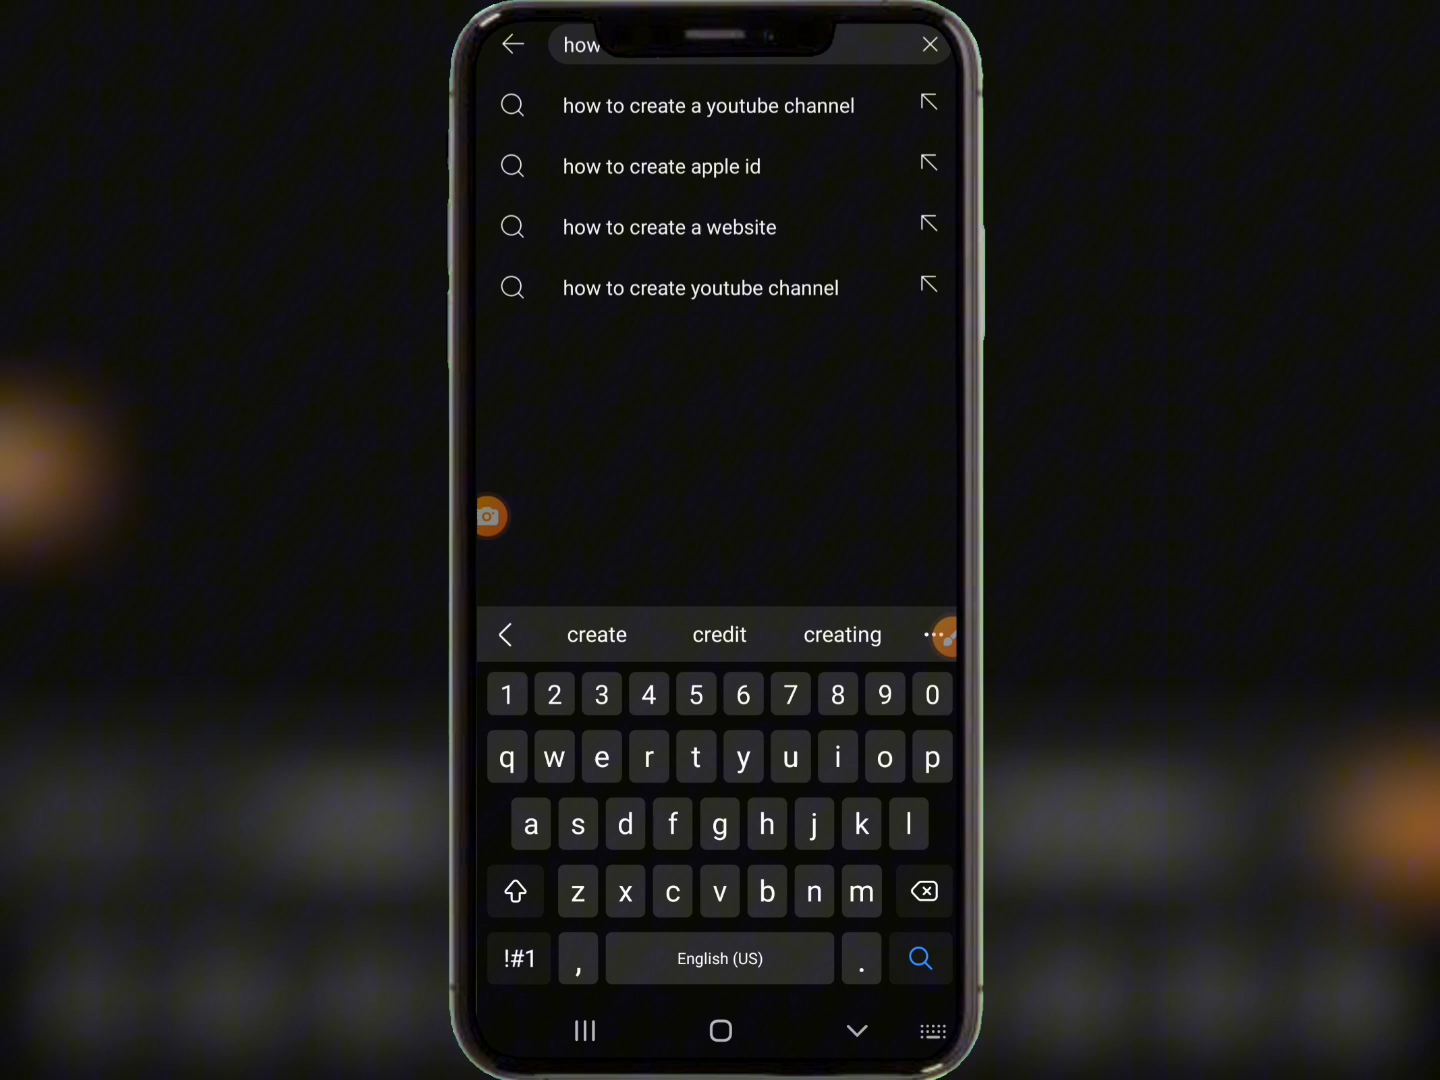 how
how to create a youtube channel
how to create apple id
how to create a website
how to create youtube channel
create credit creating
1 2 3 4 5 6 7 8 9 0
q w e r t y u i o p
a s d f g h j k l
z x c v b n m
!#1 , English (US) .